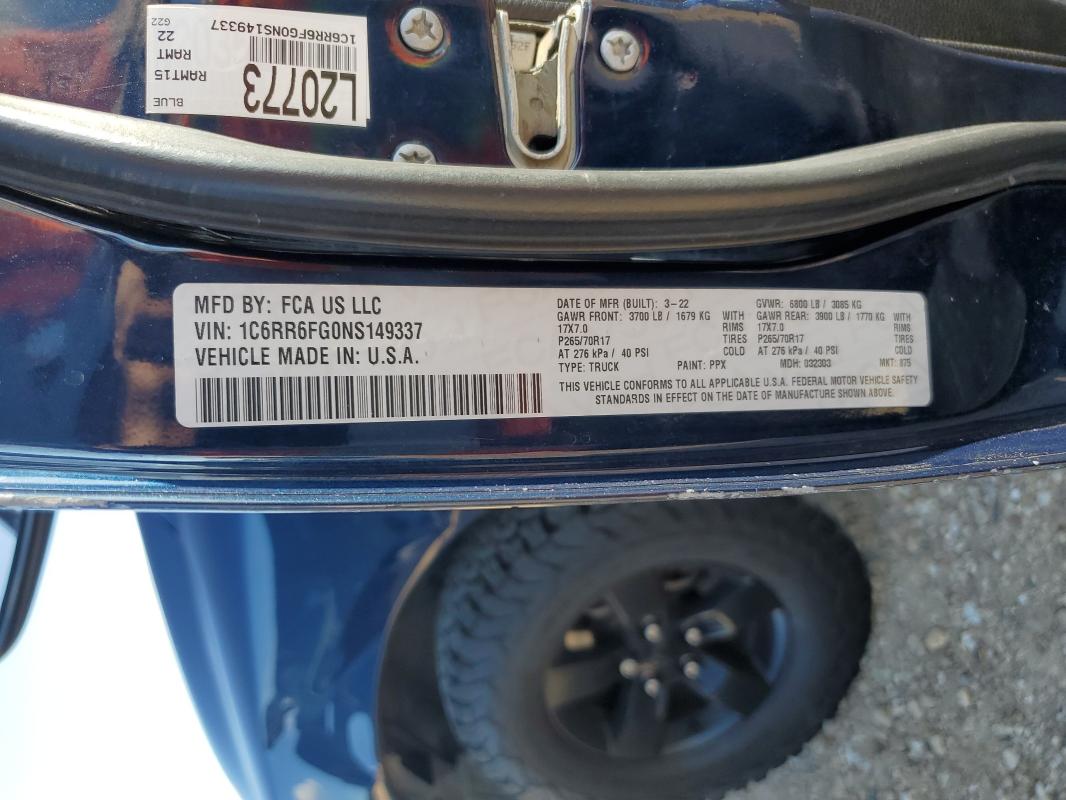 L20773
1C6RR6FG0NS149337
BLUE
RAMT15
RAMT
22
G22
MFD BY: FCA US LLC
VIN: 1C6RR6FG0NS149337
VEHICLE MADE IN: U.S.A.
DATE OF MFR (BUILT): 3-22
GAWR FRONT: 3700 LB / 1679 KG WITH
17X7.0 RIMS
P265/70R17 TIRES
AT 276 kPa / 40 PSI COLD
GVWR: 6800 LB / 3085 KG
GAWR REAR: 3900 LB / 1770 KG WITH
17X7.0 RIMS
P265/70R17 TIRES
AT 276 kPa / 40 PSI COLD
TYPE: TRUCK PAINT: PPX MDH: 032303 MKT: 875
THIS VEHICLE CONFORMS TO ALL APPLICABLE U.S.A. FEDERAL MOTOR VEHICLE SAFETY
STANDARDS IN EFFECT ON THE DATE OF MANUFACTURE SHOWN ABOVE.